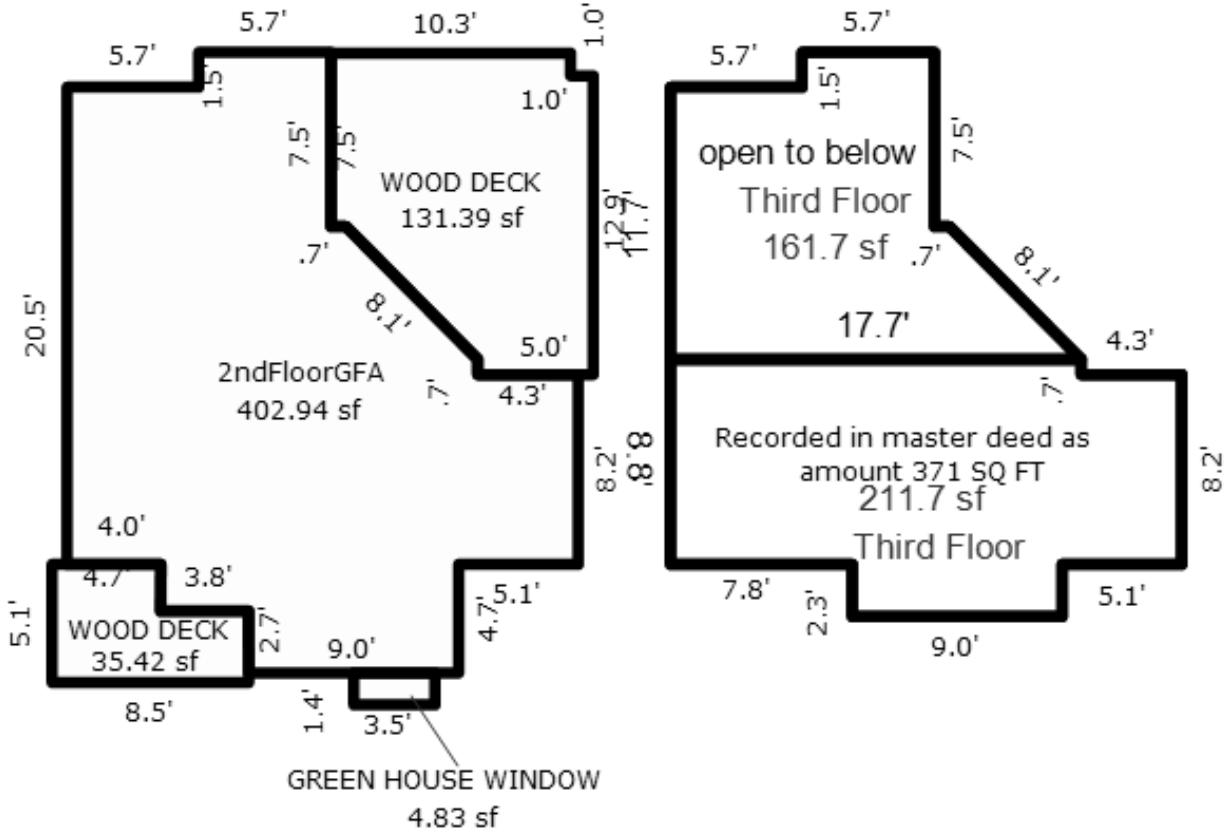 5.7'
10.3'
1.0'
5.7'
1.5'
1.0'
7.5'
7.5'
WOOD DECK
131.39 sf
12.9'
.7'
8.1'
5.0'
20.5'
2ndFloorGFA
402.94 sf
.7'
4.3'
8.2'
4.0'
4.7'
3.8'
5.1'
5.1'
WOOD DECK
35.42 sf
2.7'
4.7'
9.0'
8.5'
1.4'
3.5'
GREEN HOUSE WINDOW
4.83 sf
5.7'
5.7'
1.5'
7.5'
open to below
Third Floor
161.7 sf
11.7'
.7'
8.1'
17.7'
4.3'
.7'
8.8'
Recorded in master deed as
amount 371 SQ FT
211.7 sf
Third Floor
8.2'
7.8'
2.3'
5.1'
9.0'